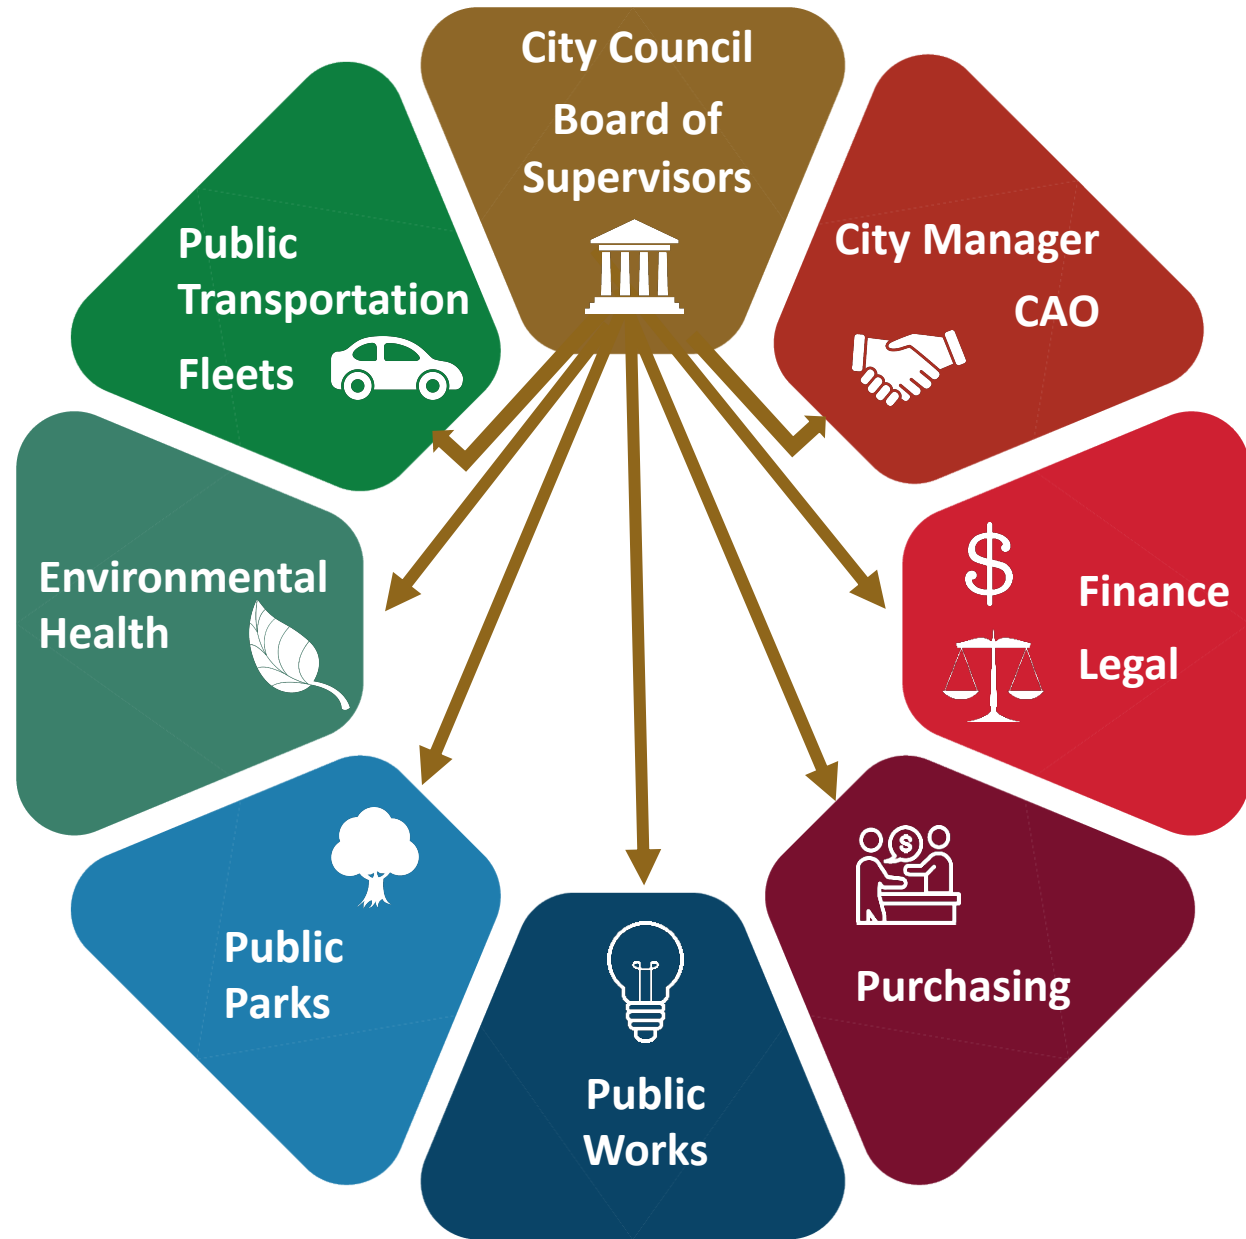 City Council
Board of
Supervisors
City Manager
CAO
Finance
Legal
Purchasing
Public
Works
Public
Parks
Environmental
Health
Public
Transportation
Fleets
$
$